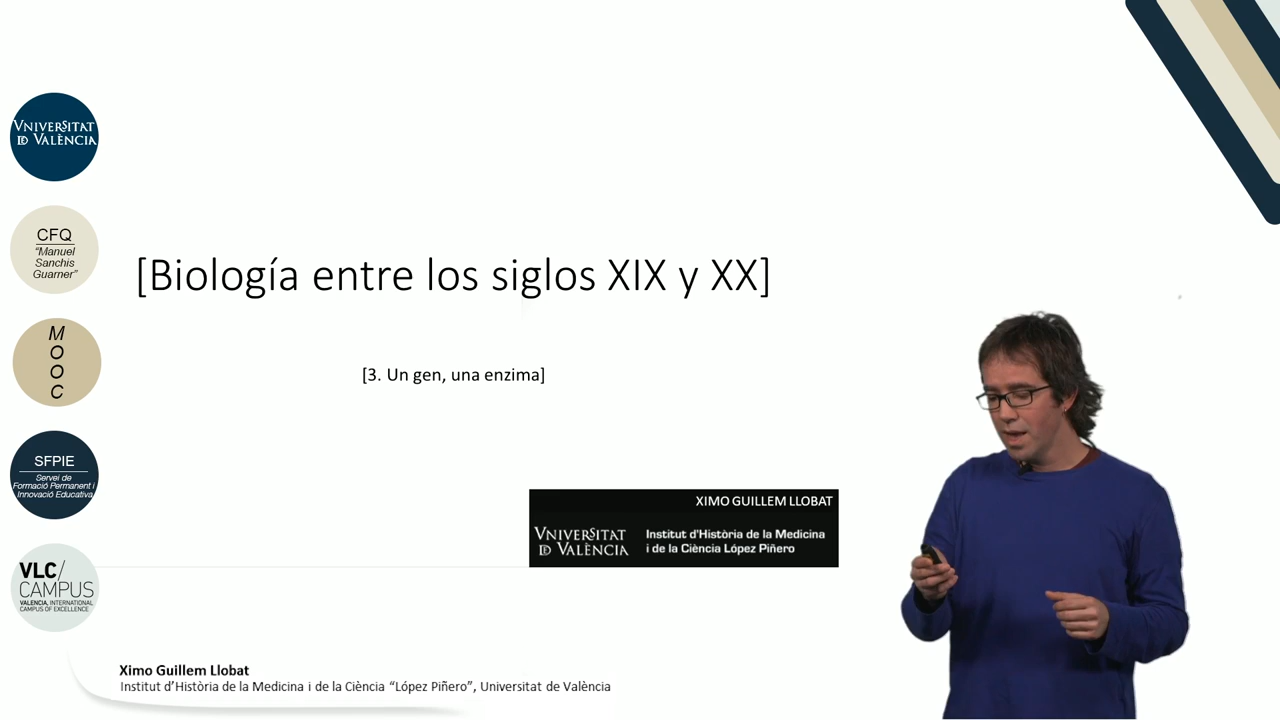 VNIVERSITAT
ID VALÈNCIA
CFQ
“Manuel
Sanchis
Guarner”
M
O
O
C
SFPIE
Servei de
Formació Permanent i
Innovació Educativa
VLC/
CAMPUS
VALENCIA, INTERNATIONAL
CAMPUS OF EXCELLENCE
[Biología entre los siglos XIX y XX]
[3. Un gen, una enzima]
XIMO GUILLEM LLOBAT
VNIVERSITAT
ID VALÈNCIA
Institut d'Història de la Medicina
i de la Ciència López Piñero
Ximo Guillem Llobat
Institut d’Història de la Medicina i de la Ciència “López Piñero”, Universitat de València